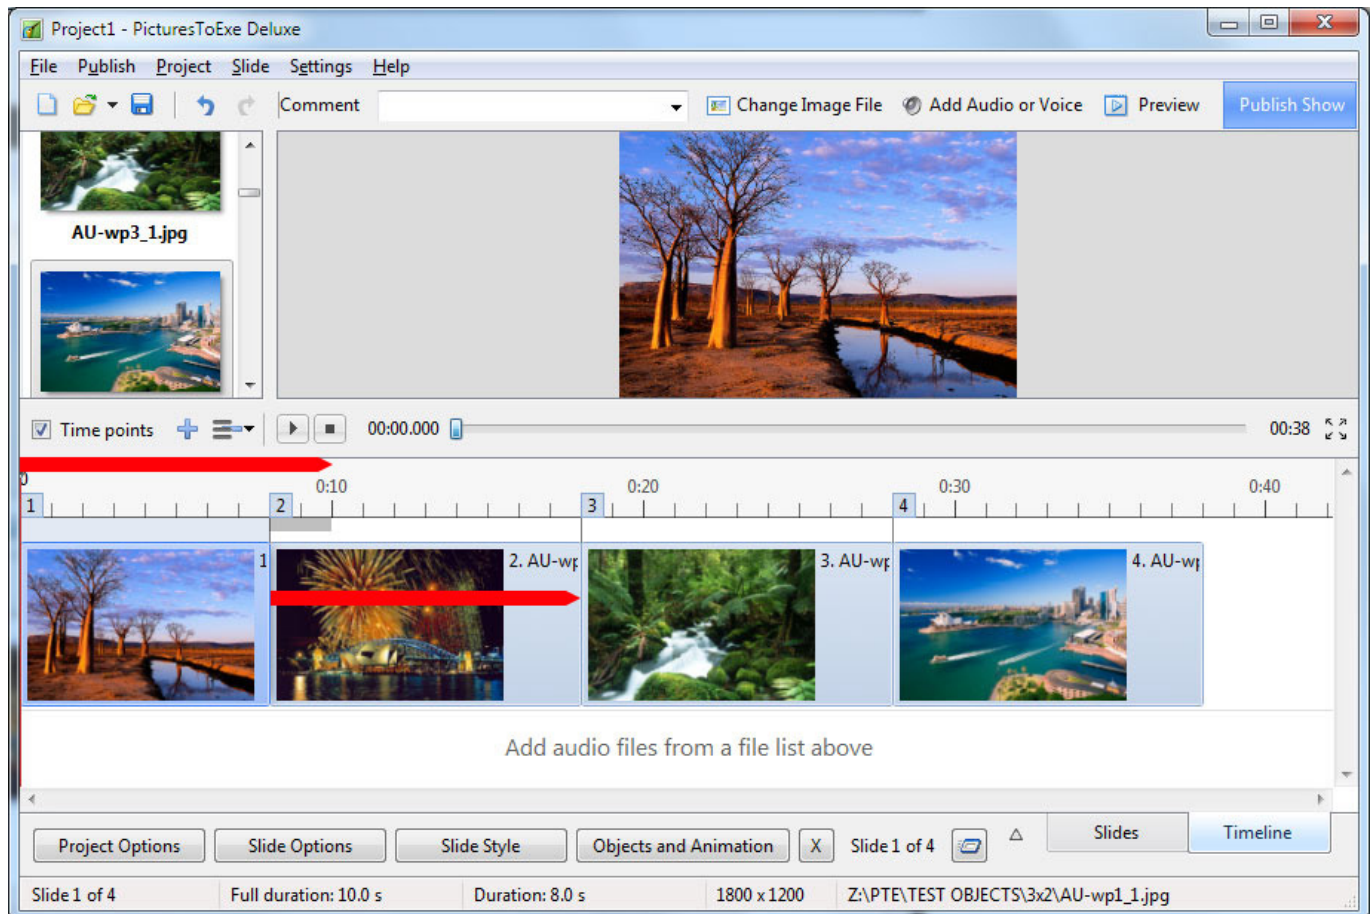 Project1 - PicturesToExe Deluxe
File Publish Project Slide Settings Help
Comment Change Image File Add Audio or Voice Preview Publish Show
AU-wp3_1.jpg
Time points 00:00.000 00:38
0 0:10 0:20 0:30 0:40
1 2 3 4
1 2. AU-wp 3. AU-wp 4. AU-wp
Add audio files from a file list above
Project Options Slide Options Slide Style Objects and Animation X Slide 1 of 4 Slides Timeline
Slide 1 of 4 Full duration: 10.0 s Duration: 8.0 s 1800 x 1200 Z:\PTE\TEST OBJECTS\3x2\AU-wp1_1.jpg